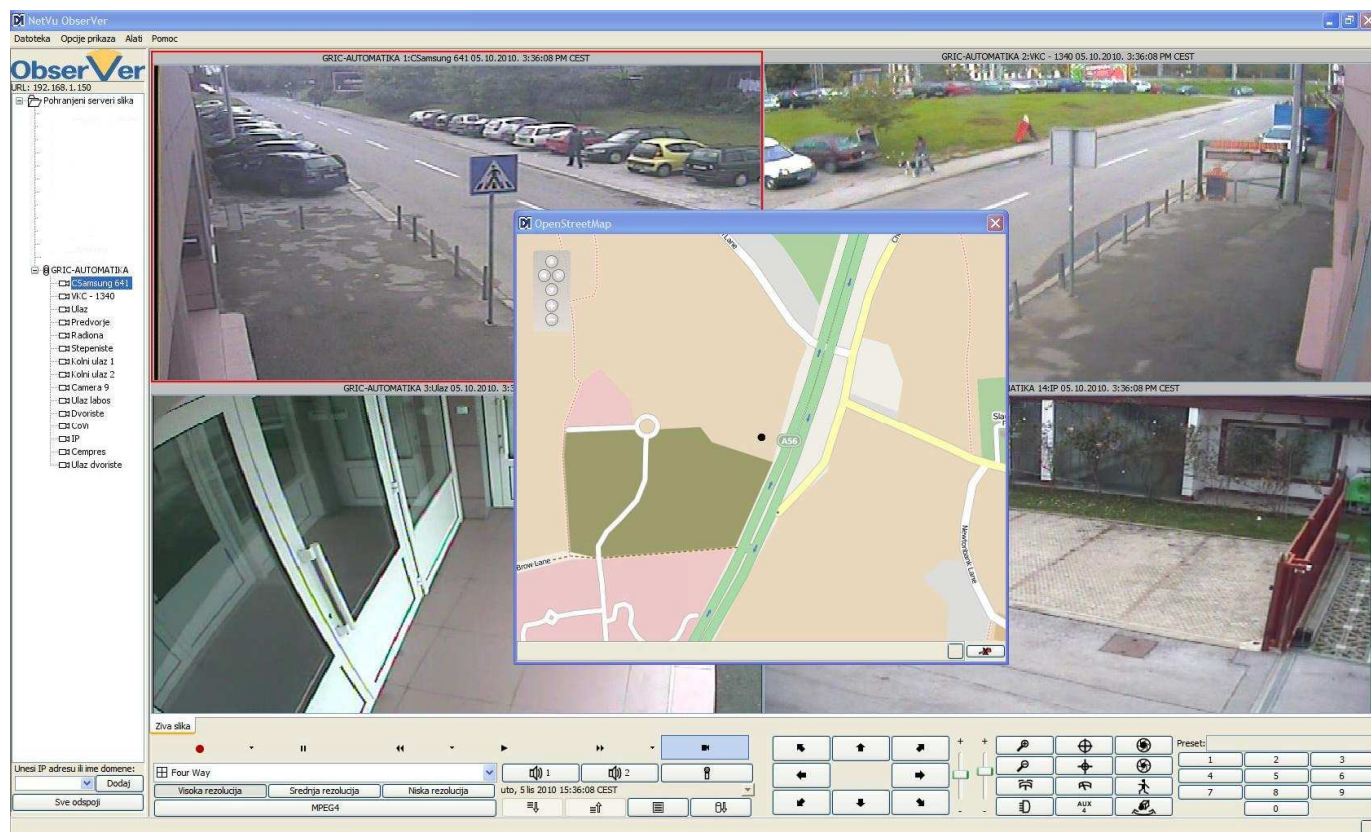 NetVu ObserVer
Datoteka Opcije prikaza Alati Pomoc
ObserVer
URL: 192.168.1.150
Pohranjeni serveri slika
GRIC-AUTOMATIKA
CSamsung 641
VKC - 1340
Ulaz
Predvorje
Radiona
Stepeniste
Kolni ulaz 1
Kolni ulaz 2
Camera 9
Ulaz labos
Dvoriste
Covi
IP
Cempres
Ulaz dvoriste
Unesi IP adresu ili ime domene:
Dodaj
Sve odspoji
GRIC-AUTOMATIKA 1:CSamsung 641 05.10.2010. 3:36:08 PM CEST
GRIC-AUTOMATIKA 2:VKC - 1340 05.10.2010. 3:36:08 PM CEST
GRIC-AUTOMATIKA 3:Ulaz 05.10.2010. 3:3
ATIKA 14:IP 05.10.2010. 3:36:08 PM CEST
OpenStreetMap
Lane
A56
Newtonbank Lane
Brow Lane
Ziva slika
Four Way
Visoka rezolucija Srednja rezolucija Niska rezolucija
MPEG4
1 2
uto, 5 lis 2010 15:36:08 CEST
+ +
- -
AUX 4
Preset:
1 2 3
4 5 6
7 8 9
0